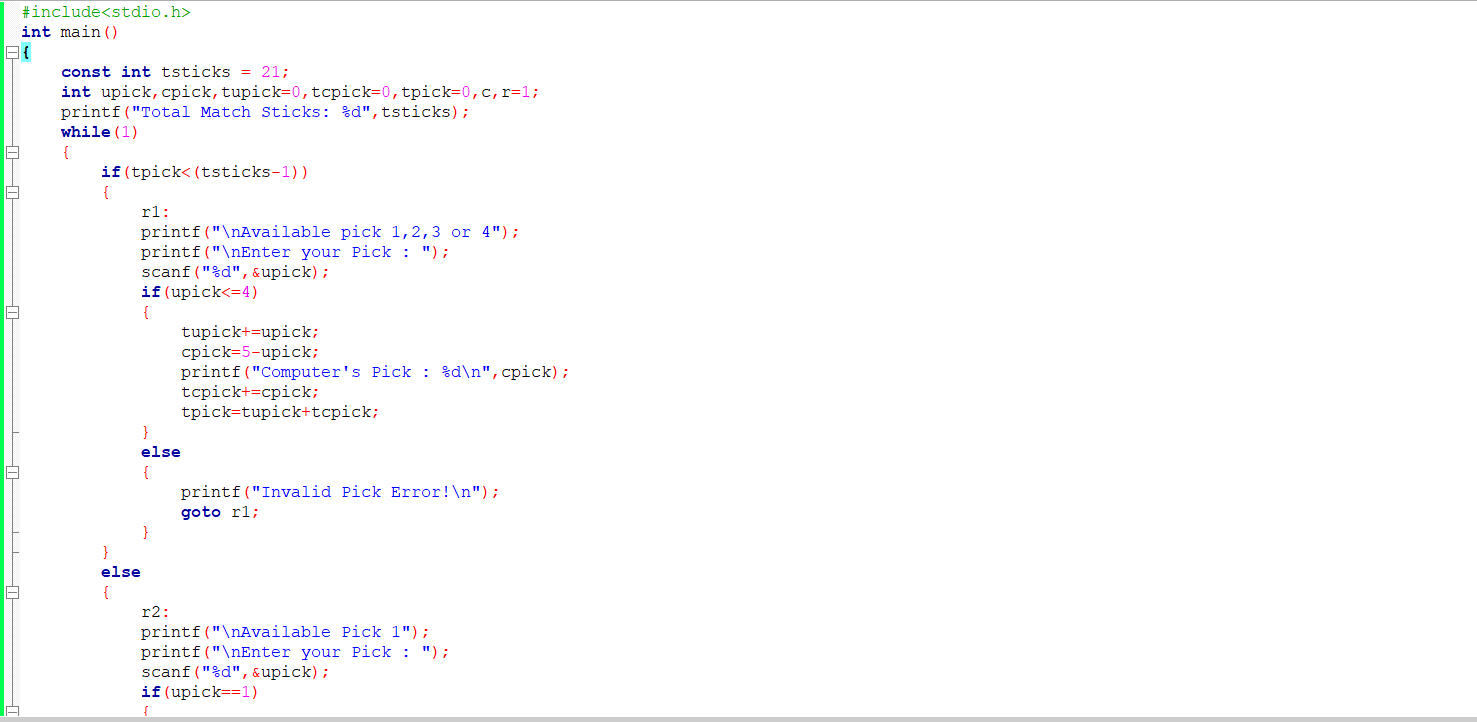 #include<stdio.h>
int main()
{
    const int tsticks = 21;
    int upick,cpick,tupick=0,tcpick=0,tpick=0,c,r=1;
    printf("Total Match Sticks: %d",tsticks);
    while(1)
    {
        if(tpick<(tsticks-1))
        {
            r1:
            printf("\nAvailable pick 1,2,3 or 4");
            printf("\nEnter your Pick : ");
            scanf("%d",&upick);
            if(upick<=4)
            {
                tupick+=upick;
                cpick=5-upick;
                printf("Computer's Pick : %d\n",cpick);
                tcpick+=cpick;
                tpick=tupick+tcpick;
            }
            else
            {
                printf("Invalid Pick Error!\n");
                goto r1;
            }
        }
        else
        {
            r2:
            printf("\nAvailable Pick 1");
            printf("\nEnter your Pick : ");
            scanf("%d",&upick);
            if(upick==1)
            {